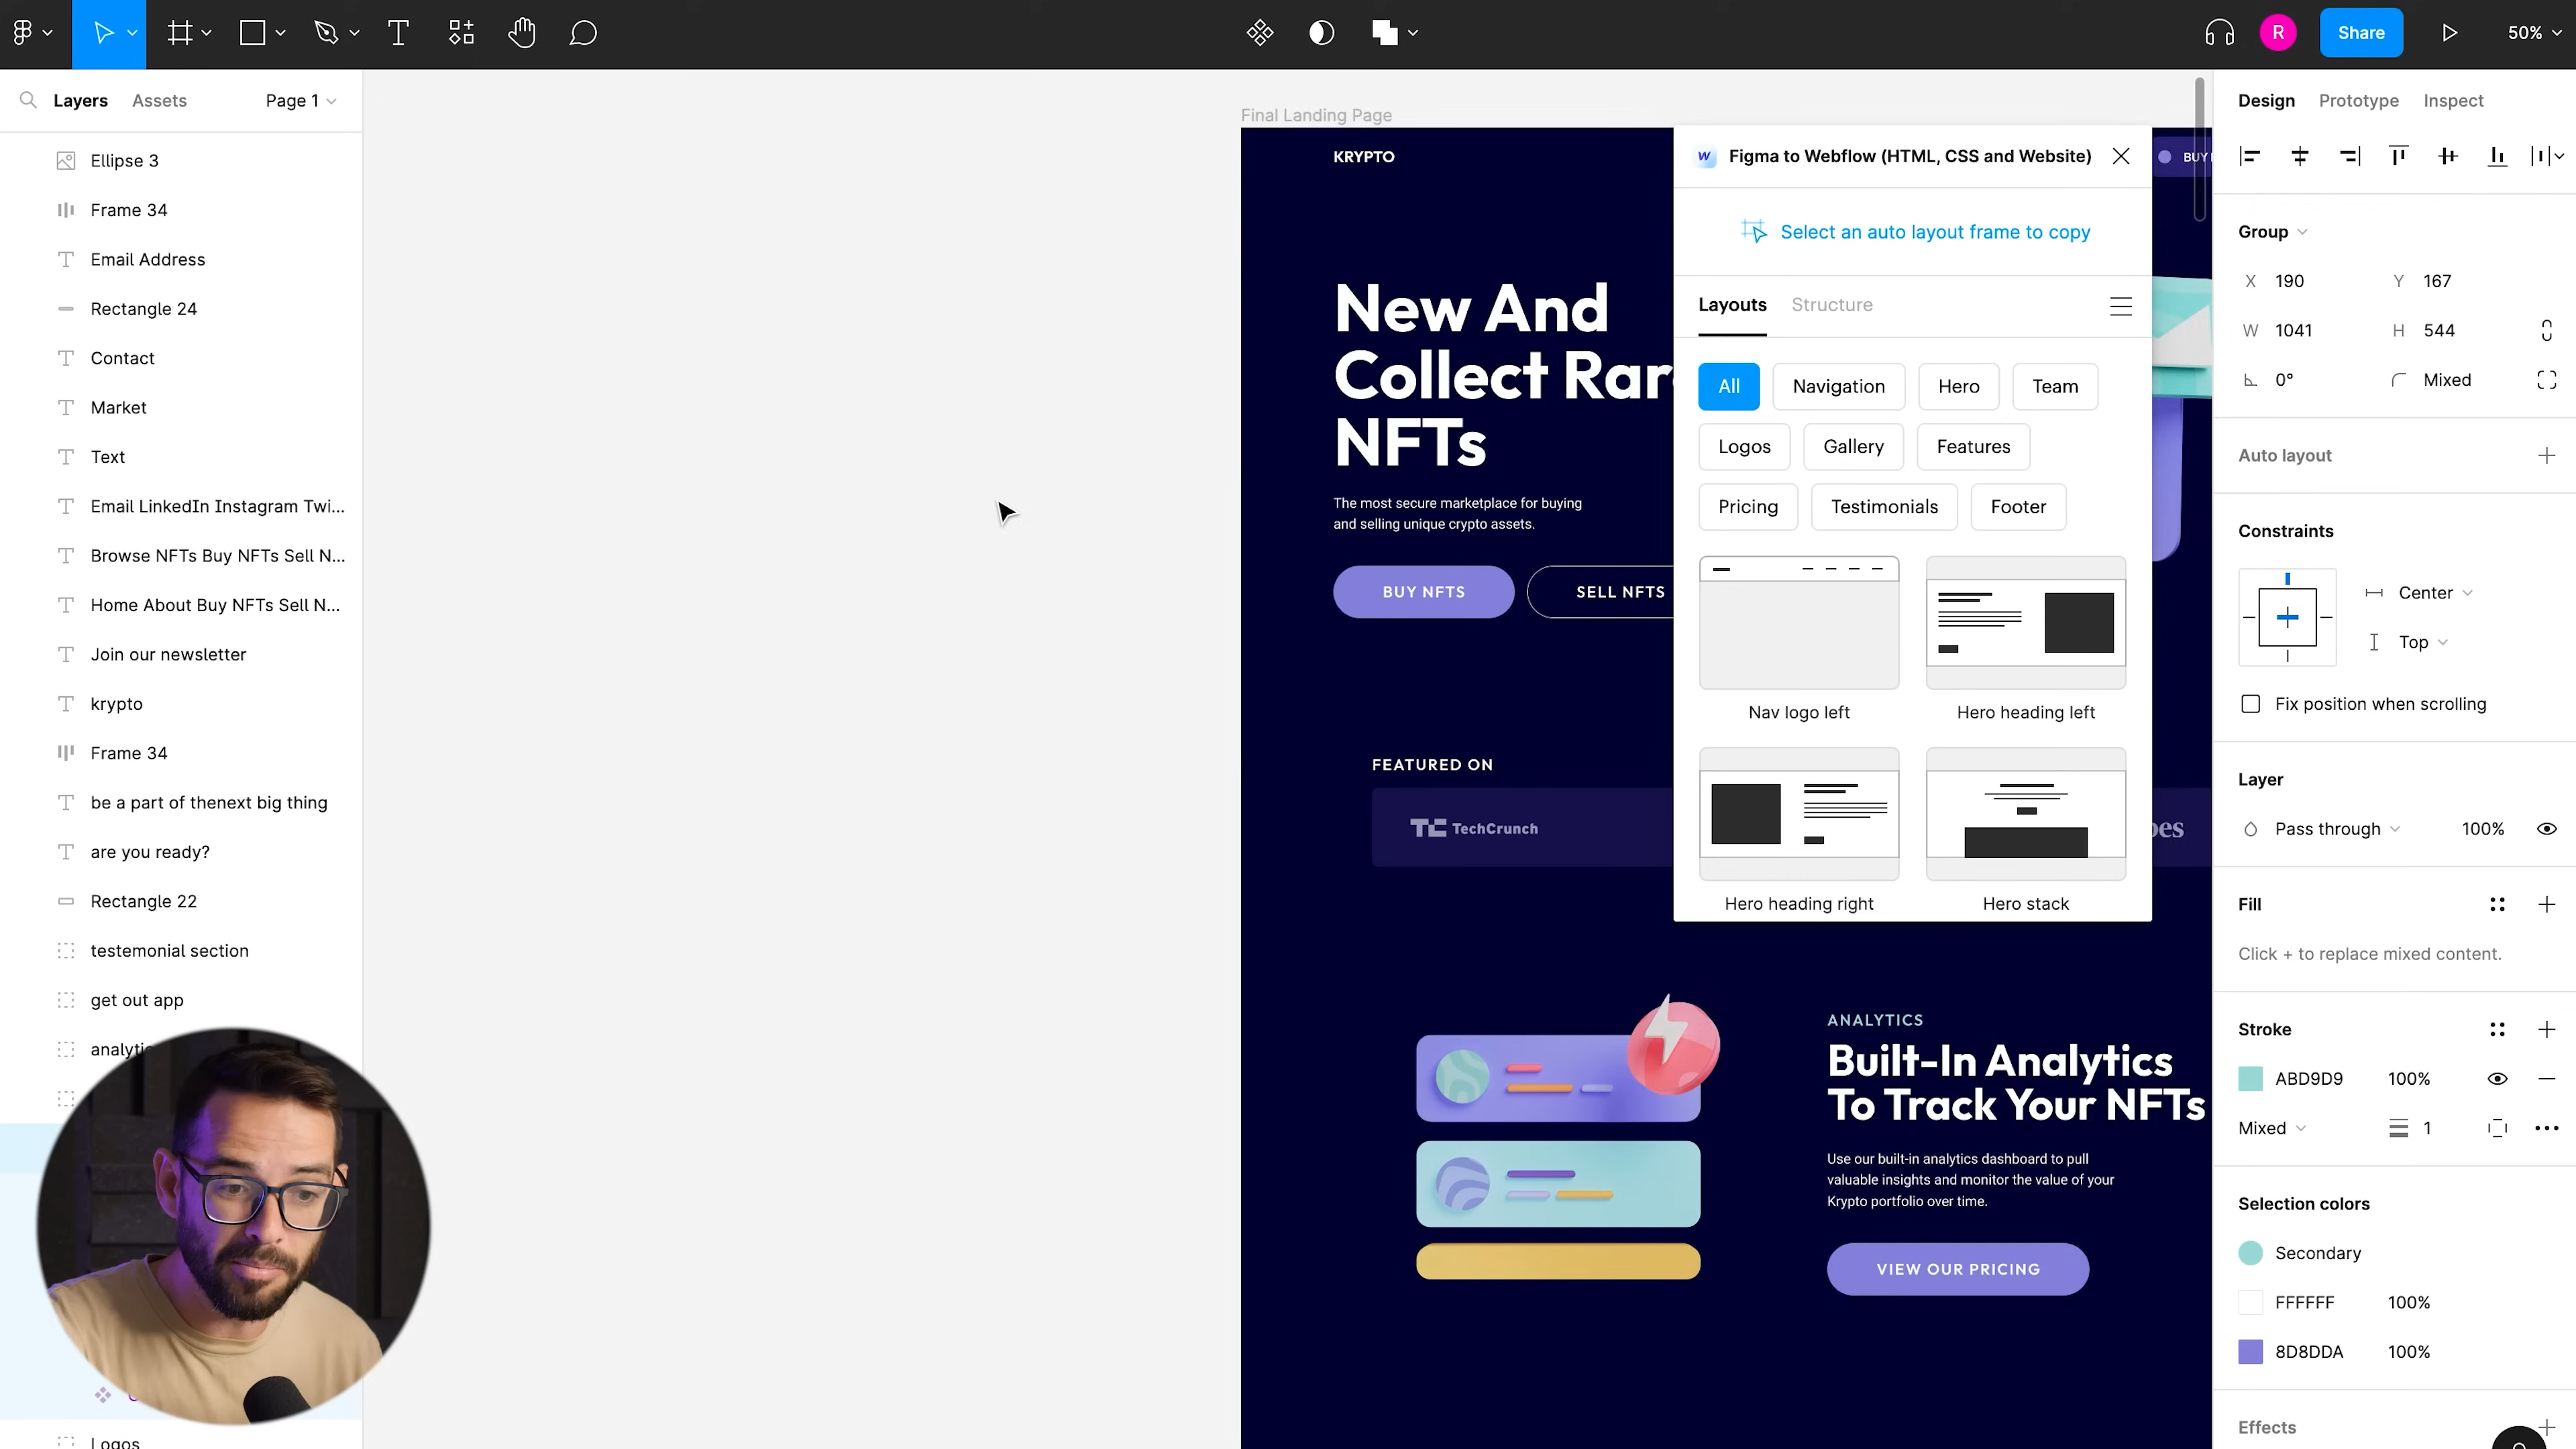 Share
R
50%
Layers
Assets
Page 1
Ellipse 3
Frame 34
Email Address
Rectangle 24
Contact
Market
Text
Email LinkedIn Instagram Twi...
Browse NFTs Buy NFTs Sell N...
Home About Buy NFTs Sell N...
Join our newsletter
krypto
Frame 34
be a part of thenext big thing
are you ready?
Rectangle 22
testemonial section
get out app
Logos
Final Landing Page
KRYPTO
New And
Collect Rar
NFTs
The most secure marketplace for buying
and selling unique crypto assets.
BUY NFTS
SELL NFTS
FEATURED ON
TechCrunch
ANALYTICS
Built-In Analytics
To Track Your NFTs
Use our built-in analytics dashboard to pull
valuable insights and monitor the value of your
Krypto portfolio over time.
VIEW OUR PRICING
Figma to Webflow (HTML, CSS and Website)
BUY
Select an auto layout frame to copy
Layouts
Structure
All
Navigation
Hero
Team
Logos
Gallery
Features
Pricing
Testimonials
Footer
Nav logo left
Hero heading left
Hero heading right
Hero stack
Design
Prototype
Inspect
Group
X 190
Y 167
W 1041
H 544
0°
Mixed
Auto layout
Constraints
Center
Top
Fix position when scrolling
Layer
Pass through
100%
Fill
Click + to replace mixed content.
Stroke
ABD9D9
100%
Mixed
1
Selection colors
Secondary
FFFFFF
100%
8D8DDA
100%
Effects